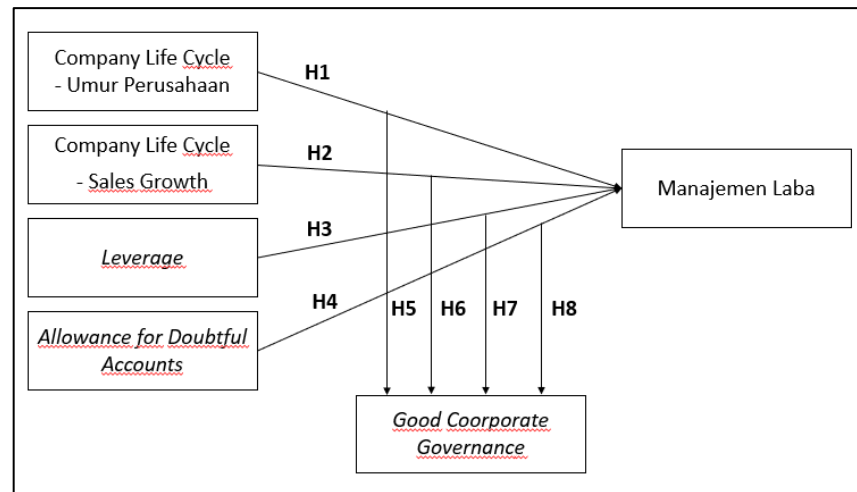 Company Life Cycle
- Umur Perusahaan
H1
Company Life Cycle
- Sales Growth
H2
Manajemen Laba
Leverage
H3
Allowance for Doubtful
Accounts
H4
H5
H6
H7
H8
Good Coorporate
Governance